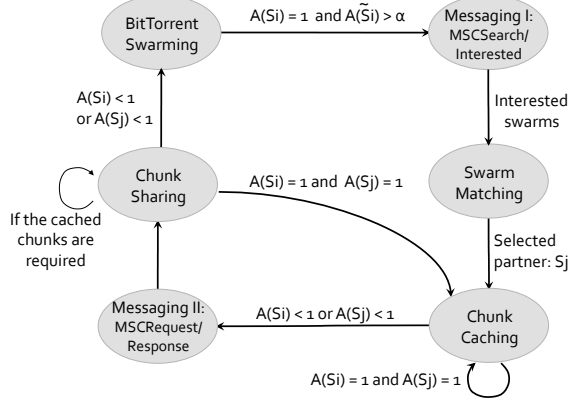 BitTorrent
Swarming
A(Si) = 1 and A(S̃i) > α
Messaging I:
MSCSearch/
Interested
A(Si) < 1
or A(Sj) < 1
Interested
swarms
Chunk
Sharing
A(Si) = 1 and A(Sj) = 1
Swarm
Matching
If the cached
chunks are
required
Selected
partner: Sj
Messaging II:
MSCRequest/
Response
A(Si) < 1 or A(Sj) < 1
Chunk
Caching
A(Si) = 1 and A(Sj) = 1